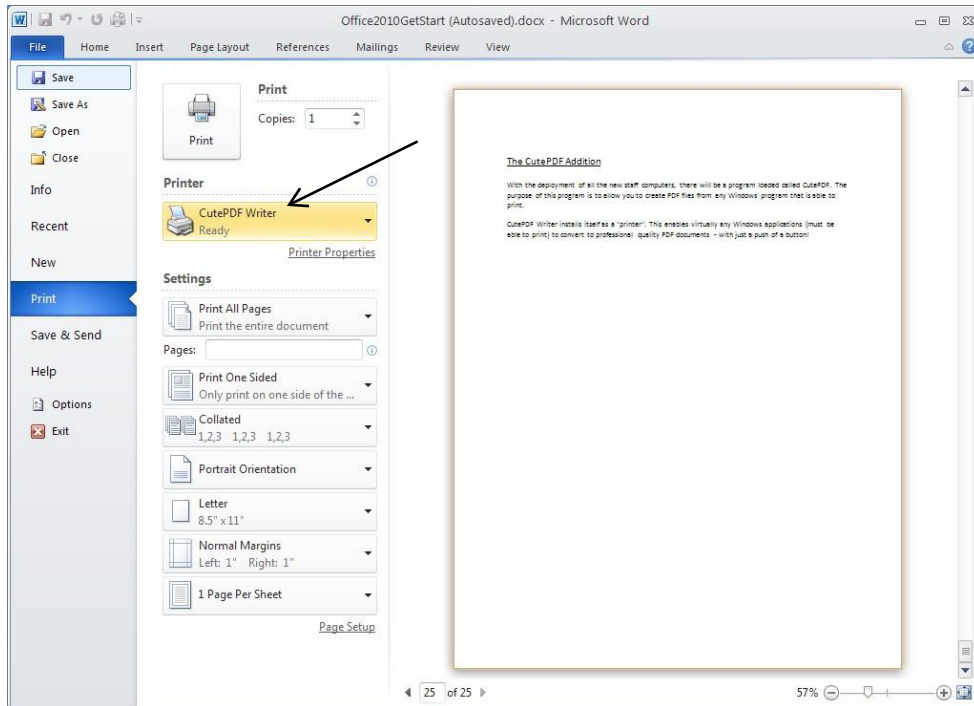 Office2010GetStart (Autosaved).docx - Microsoft Word
File Home Insert Page Layout References Mailings Review View
Save
Save As
Open
Close
Info
Recent
New
Print
Save & Send
Help
Options
Exit
Print
Print
Copies: 1
Printer
CutePDF Writer
Ready
Printer Properties
Settings
Print All Pages
Print the entire document
Pages:
Print One Sided
Only print on one side of the ...
Collated
1,2,3 1,2,3 1,2,3
Portrait Orientation
Letter
8.5" x 11"
Normal Margins
Left: 1" Right: 1"
1 Page Per Sheet
Page Setup
The CutePDF Addition
With the deployment of all the new staff computers, there will be a program loaded called CutePDF. The
purpose of this program is to allow you to create PDF files from any Windows program that is able to
print.
CutePDF Writer installs itself as a "printer". This enables virtually any Windows applications (must be
able to print) to convert to professional quality PDF documents - with just a push of a button!
25 of 25
57%